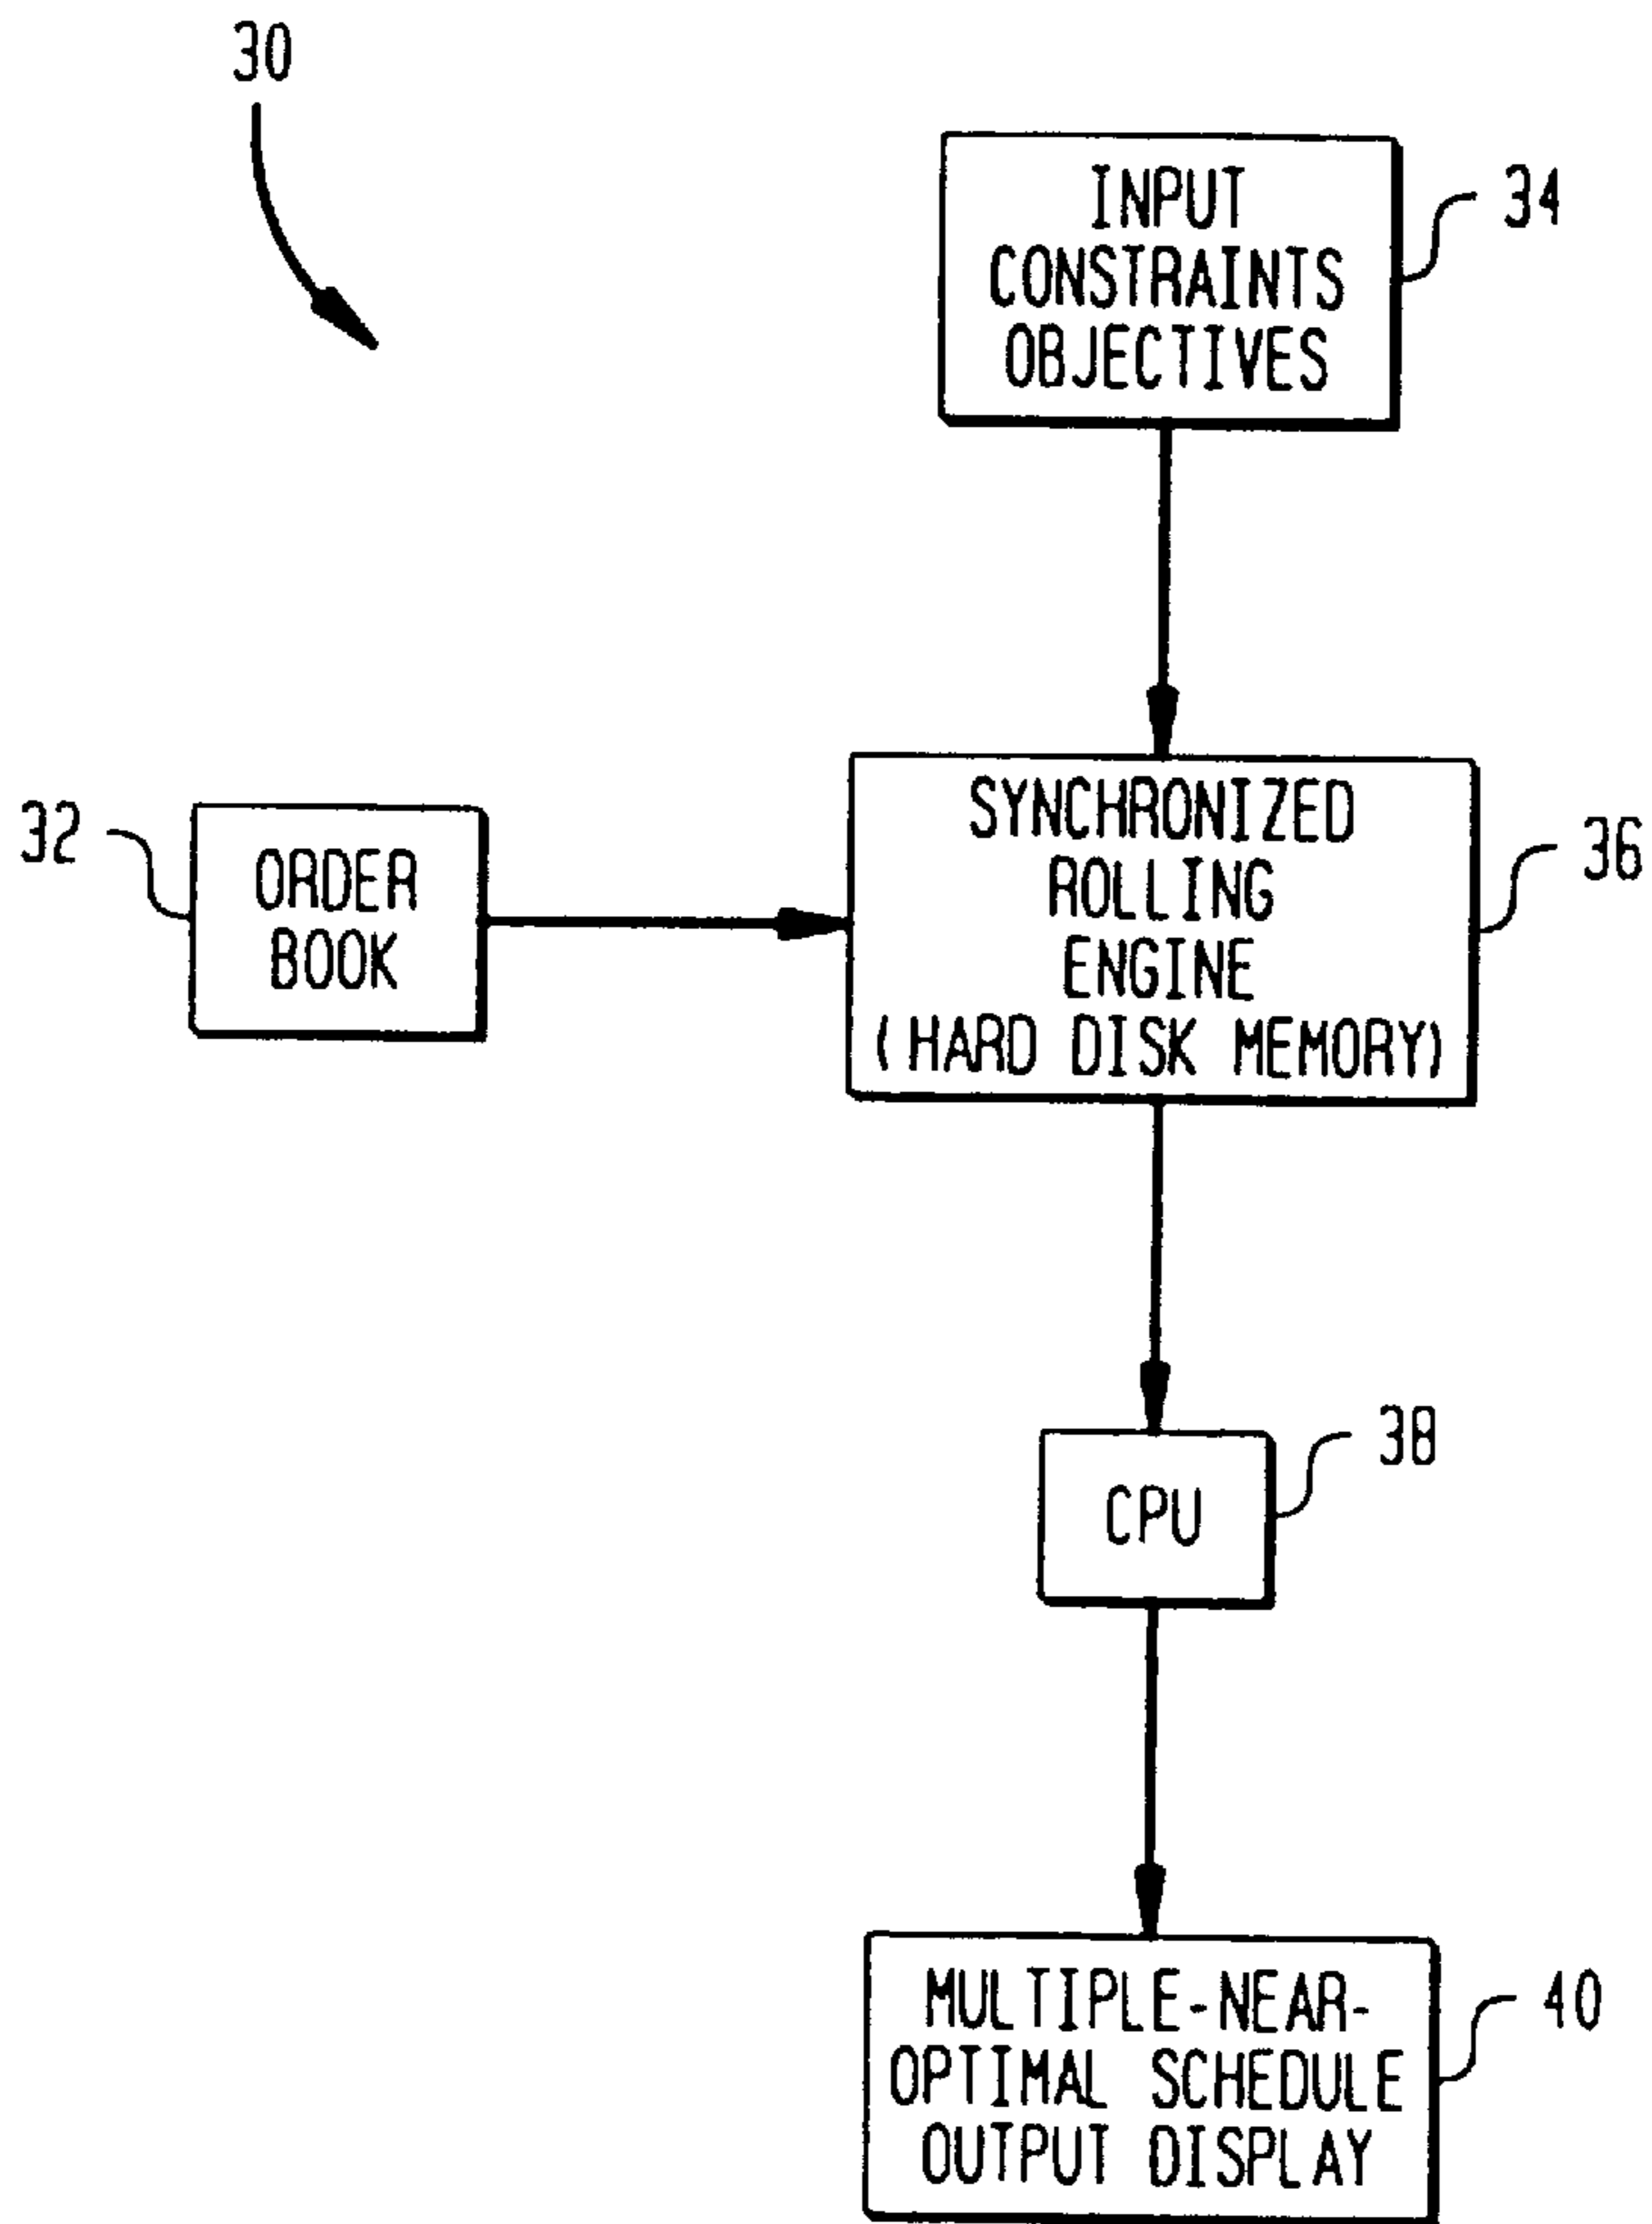 30
INPUT
CONSTRAINTS
OBJECTIVES
34
32
ORDER
BOOK
SYNCHRONIZED
ROLLING
ENGINE
(HARD DISK MEMORY)
36
CPU
38
MULTIPLE-NEAR-
OPTIMAL SCHEDULE
OUTPUT DISPLAY
40